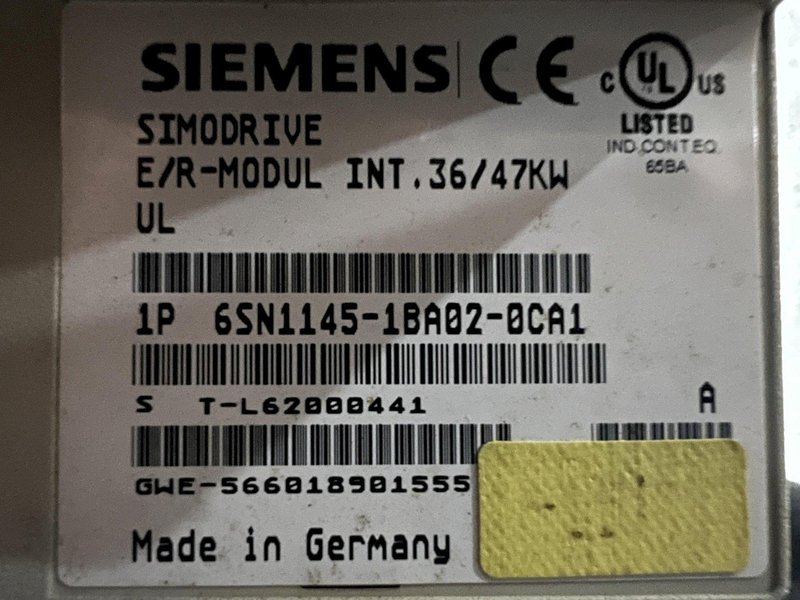 SIEMENS CE
C UL US
LISTED
IND.CONT.EQ.
65BA
SIMODRIVE
E/R-MODUL INT.36/47KW
UL
1P 6SN1145-1BA02-0CA1
S T-L62000441 A
GWE-566018901555
Made in Germany